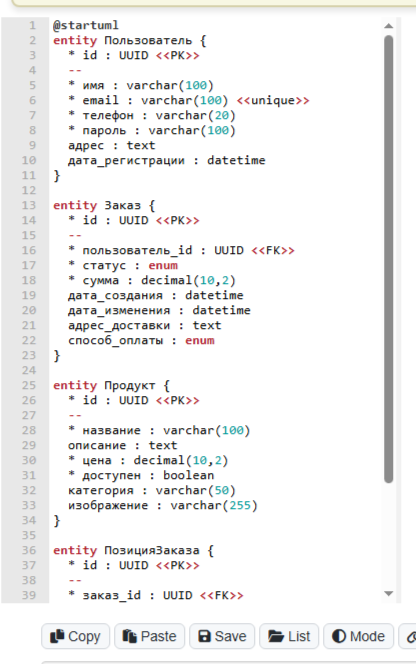 1 @startuml
2 entity Пользователь {
3 * id : UUID <<PK>>
4 --
5 * имя : varchar(100)
6 * email : varchar(100) <<unique>>
7 * телефон : varchar(20)
8 * пароль : varchar(100)
9 адрес : text
10 дата_регистрации : datetime
11 }
12
13 entity Заказ {
14 * id : UUID <<PK>>
15 --
16 * пользователь_id : UUID <<FK>>
17 * статус : enum
18 * сумма : decimal(10,2)
19 дата_создания : datetime
20 дата_изменения : datetime
21 адрес_доставки : text
22 способ_оплаты : enum
23 }
24
25 entity Продукт {
26 * id : UUID <<PK>>
27 --
28 * название : varchar(100)
29 описание : text
30 * цена : decimal(10,2)
31 * доступен : boolean
32 категория : varchar(50)
33 изображение : varchar(255)
34 }
35
36 entity ПозицияЗаказа {
37 * id : UUID <<PK>>
38 --
39 * заказ_id : UUID <<FK>>
Copy Paste Save List Mode